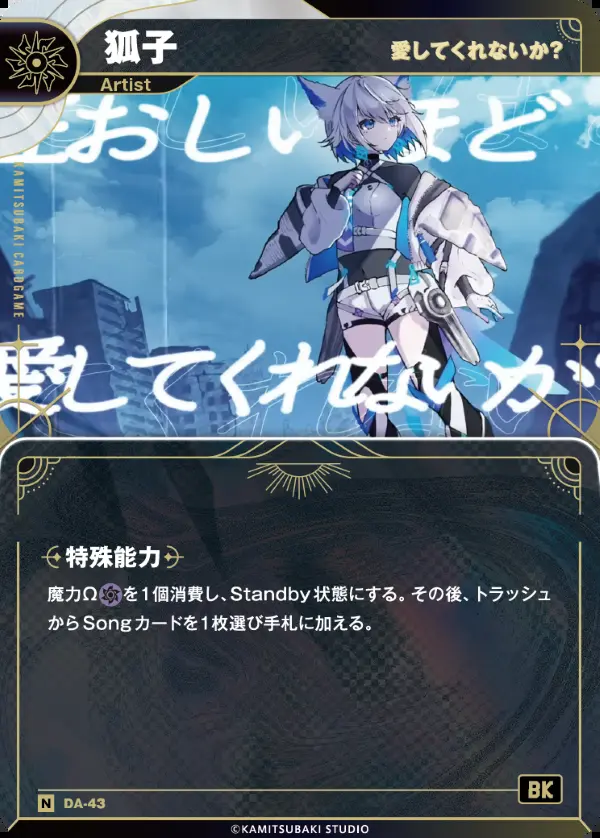 狐子
愛してくれないか?
Artist
KAMITSUBAKI CARDGAME
おしいほど
愛してくれないか?
特殊能力
魔力Ωを1個消費し、Standby状態にする。その後、トラッシュ
からSongカードを1枚選び手札に加える。
BK
N DA-43
©KAMITSUBAKI STUDIO